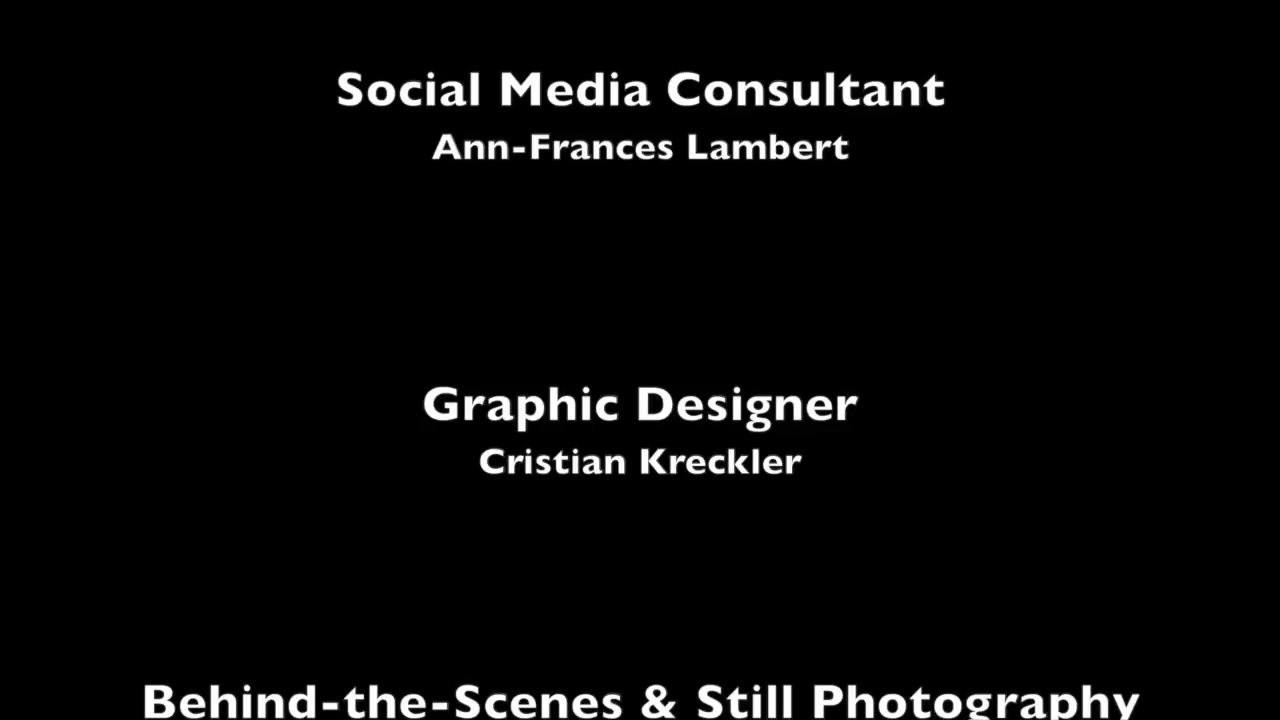 Social Media Consultant
Ann-Frances Lambert
Graphic Designer
Cristian Kreckler
Behind-the-Scenes & Still Photography